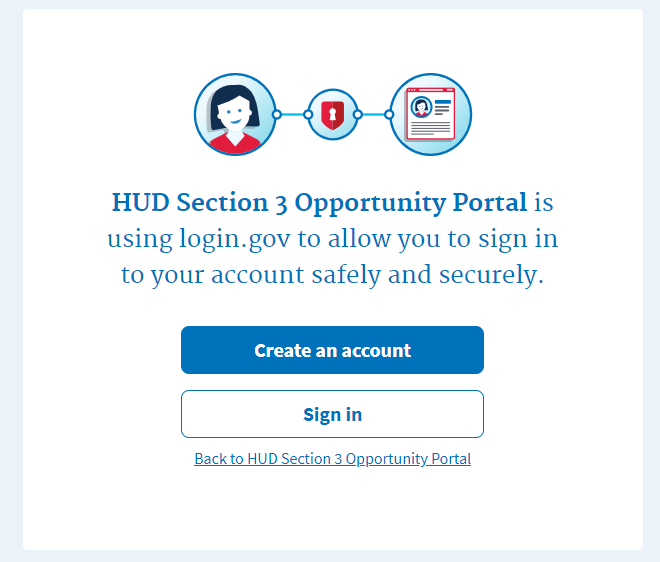 HUD Section 3 Opportunity Portal is
using login.gov to allow you to sign in
to your account safely and securely.
Create an account
Sign in
Back to HUD Section 3 Opportunity Portal